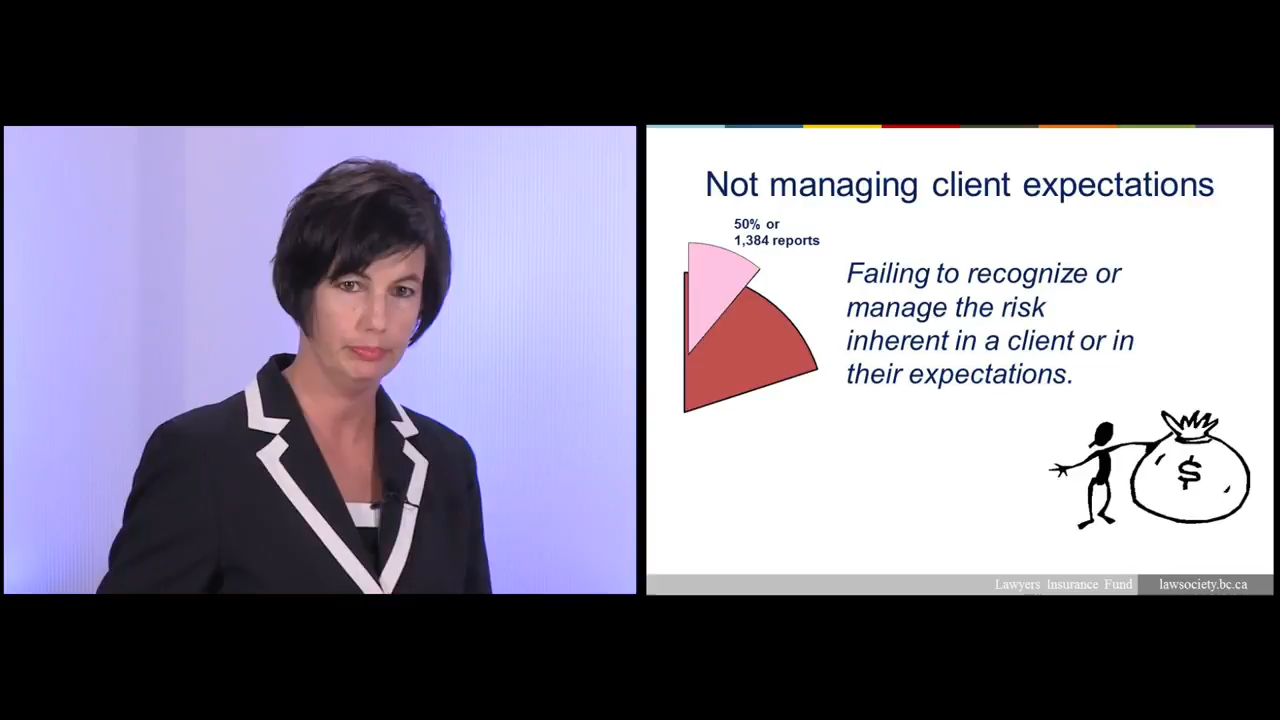 Not managing client expectations
50% or
1,384 reports
Failing to recognize or
manage the risk
inherent in a client or in
their expectations.
$
Lawyers Insurance Fund
lawsociety.bc.ca